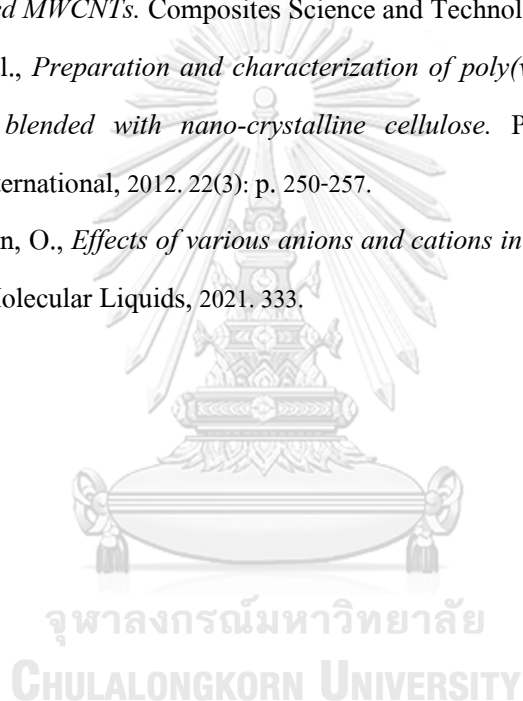 ed MWCNTs. Composites Science and Technol
l., Preparation and characterization of poly(v
blended with nano-crystalline cellulose. P
ternational, 2012. 22(3): p. 250-257.
n, O., Effects of various anions and cations in
Molecular Liquids, 2021. 333.
จุฬาลงกรณ์มหาวิทยาลัย
CHULALONGKORN UNIVERSITY